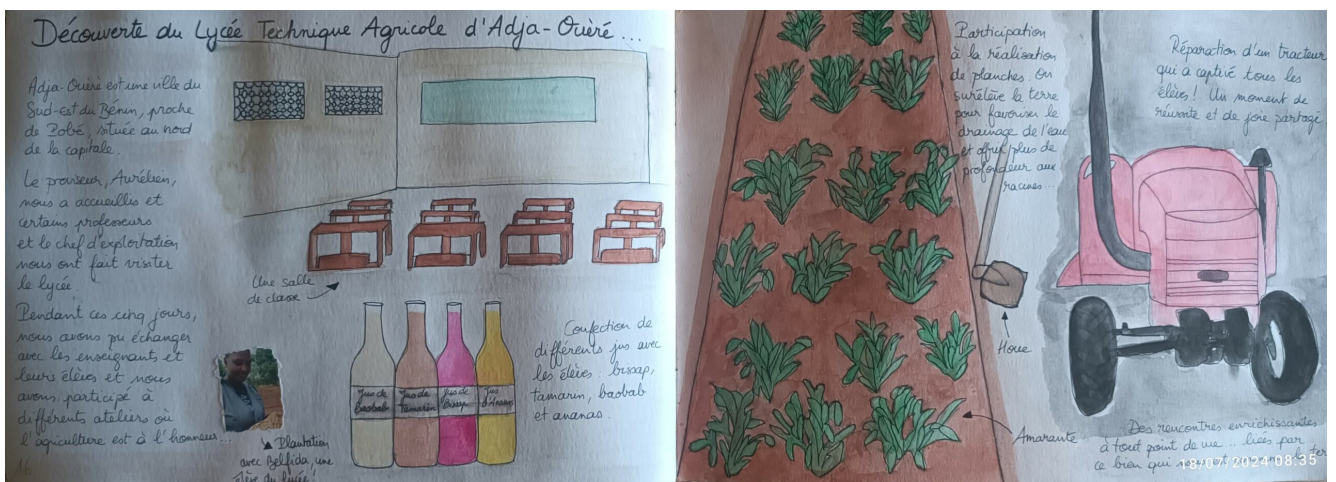 Découverte du Lycée Technique Agricole d'Adja-Ouèré...
Adja-Ouèrè est une ville du
Sud-est du Bénin, proche
de Pobé, située au nord
de la capitale.
Le proviseur, Aurélien,
nous a accueillis et
certains professeurs
et le chef d'exploitation
nous ont fait visiter
le lycée.
Pendant ces cinq jours,
nous avons pu échanger
avec les enseignants et
leurs élèves et nous
avons participé à
différents ateliers où
l'agriculture est à l'honneur...
16
Une salle
de classe
Plantation
avec Belfida, une
élève du lycée!
Jus de
Baobab
Jus de
Tamarin
Jus de
Bissap
Jus
d'Ananas
Confection de
différents jus avec
les élèves : bissap,
tamarin, baobab
et ananas.
Participation
à la réalisation
de planches. On
surélève la terre
pour favoriser le
drainage de l'eau
et offrir plus de
profondeur aux
racines...
Houe
Amarante
Réparation d'un tracteur
qui a captivé tous les
élèves! Un moment de
réussite et de joie partagé
Des rencontres enrichissantes
à tout point de vue... liées par
ce bien qui
18/07/2024 08:35